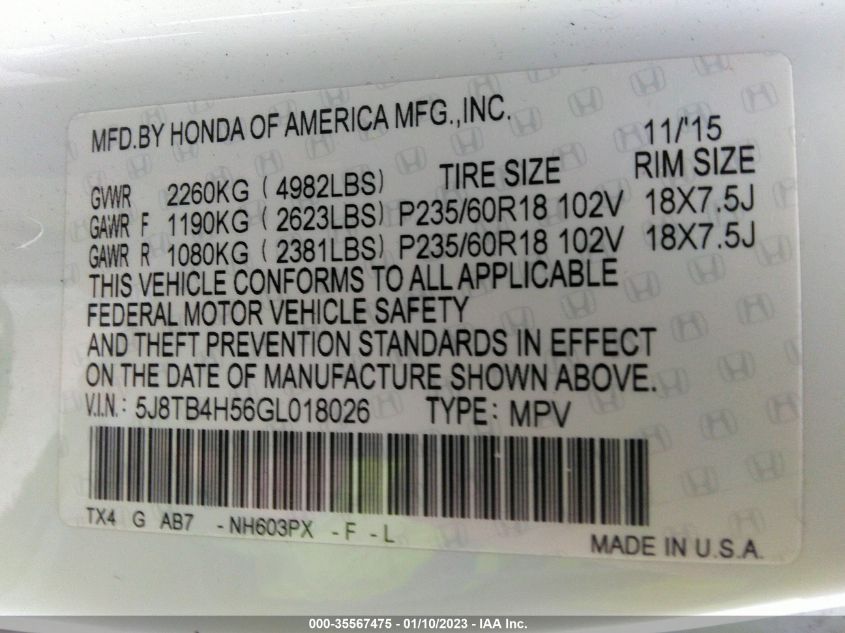 MFD.BY HONDA OF AMERICA MFG.,INC. 11/'15
TIRE SIZE RIM SIZE
GVWR 2260KG ( 4982LBS)
GAWR F 1190KG ( 2623LBS) P235/60R18 102V 18X7.5J
GAWR R 1080KG ( 2381LBS) P235/60R18 102V 18X7.5J
THIS VEHICLE CONFORMS TO ALL APPLICABLE
FEDERAL MOTOR VEHICLE SAFETY
AND THEFT PREVENTION STANDARDS IN EFFECT
ON THE DATE OF MANUFACTURE SHOWN ABOVE.
V.I.N.: 5J8TB4H56GL018026 TYPE: MPV
TX4 G AB7 -NH603PX -F -L
MADE IN U.S.A.
000-35567475 - 01/10/2023 - IAA Inc.